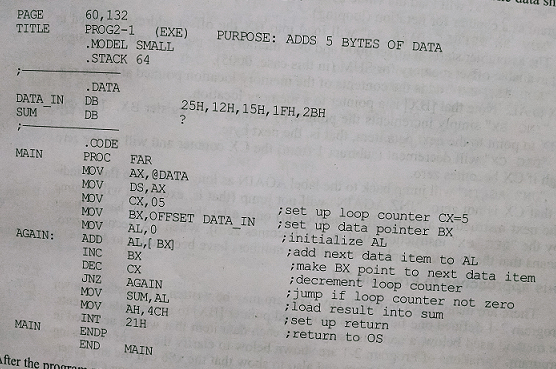 PAGE 60,132
TITLE PROG2-1 (EXE) PURPOSE: ADDS 5 BYTES OF DATA
.MODEL SMALL
.STACK 64
;
.DATA
DATA_IN DB 25H,12H,15H,1FH,2BH
SUM DB ?
;
.CODE
MAIN PROC FAR
MOV AX,@DATA
MOV DS,AX
MOV CX,05 ;set up loop counter CX=5
MOV BX,OFFSET DATA_IN ;set up data pointer BX
MOV AL,0 ;initialize AL
AGAIN: ADD AL,[BX] ;add next data item to AL
INC BX ;make BX point to next data item
DEC CX ;decrement loop counter
JNZ AGAIN ;jump if loop counter not zero
MOV SUM,AL ;load result into sum
MOV AH,4CH ;set up return
INT 21H ;return to OS
MAIN ENDP
END MAIN
After the program